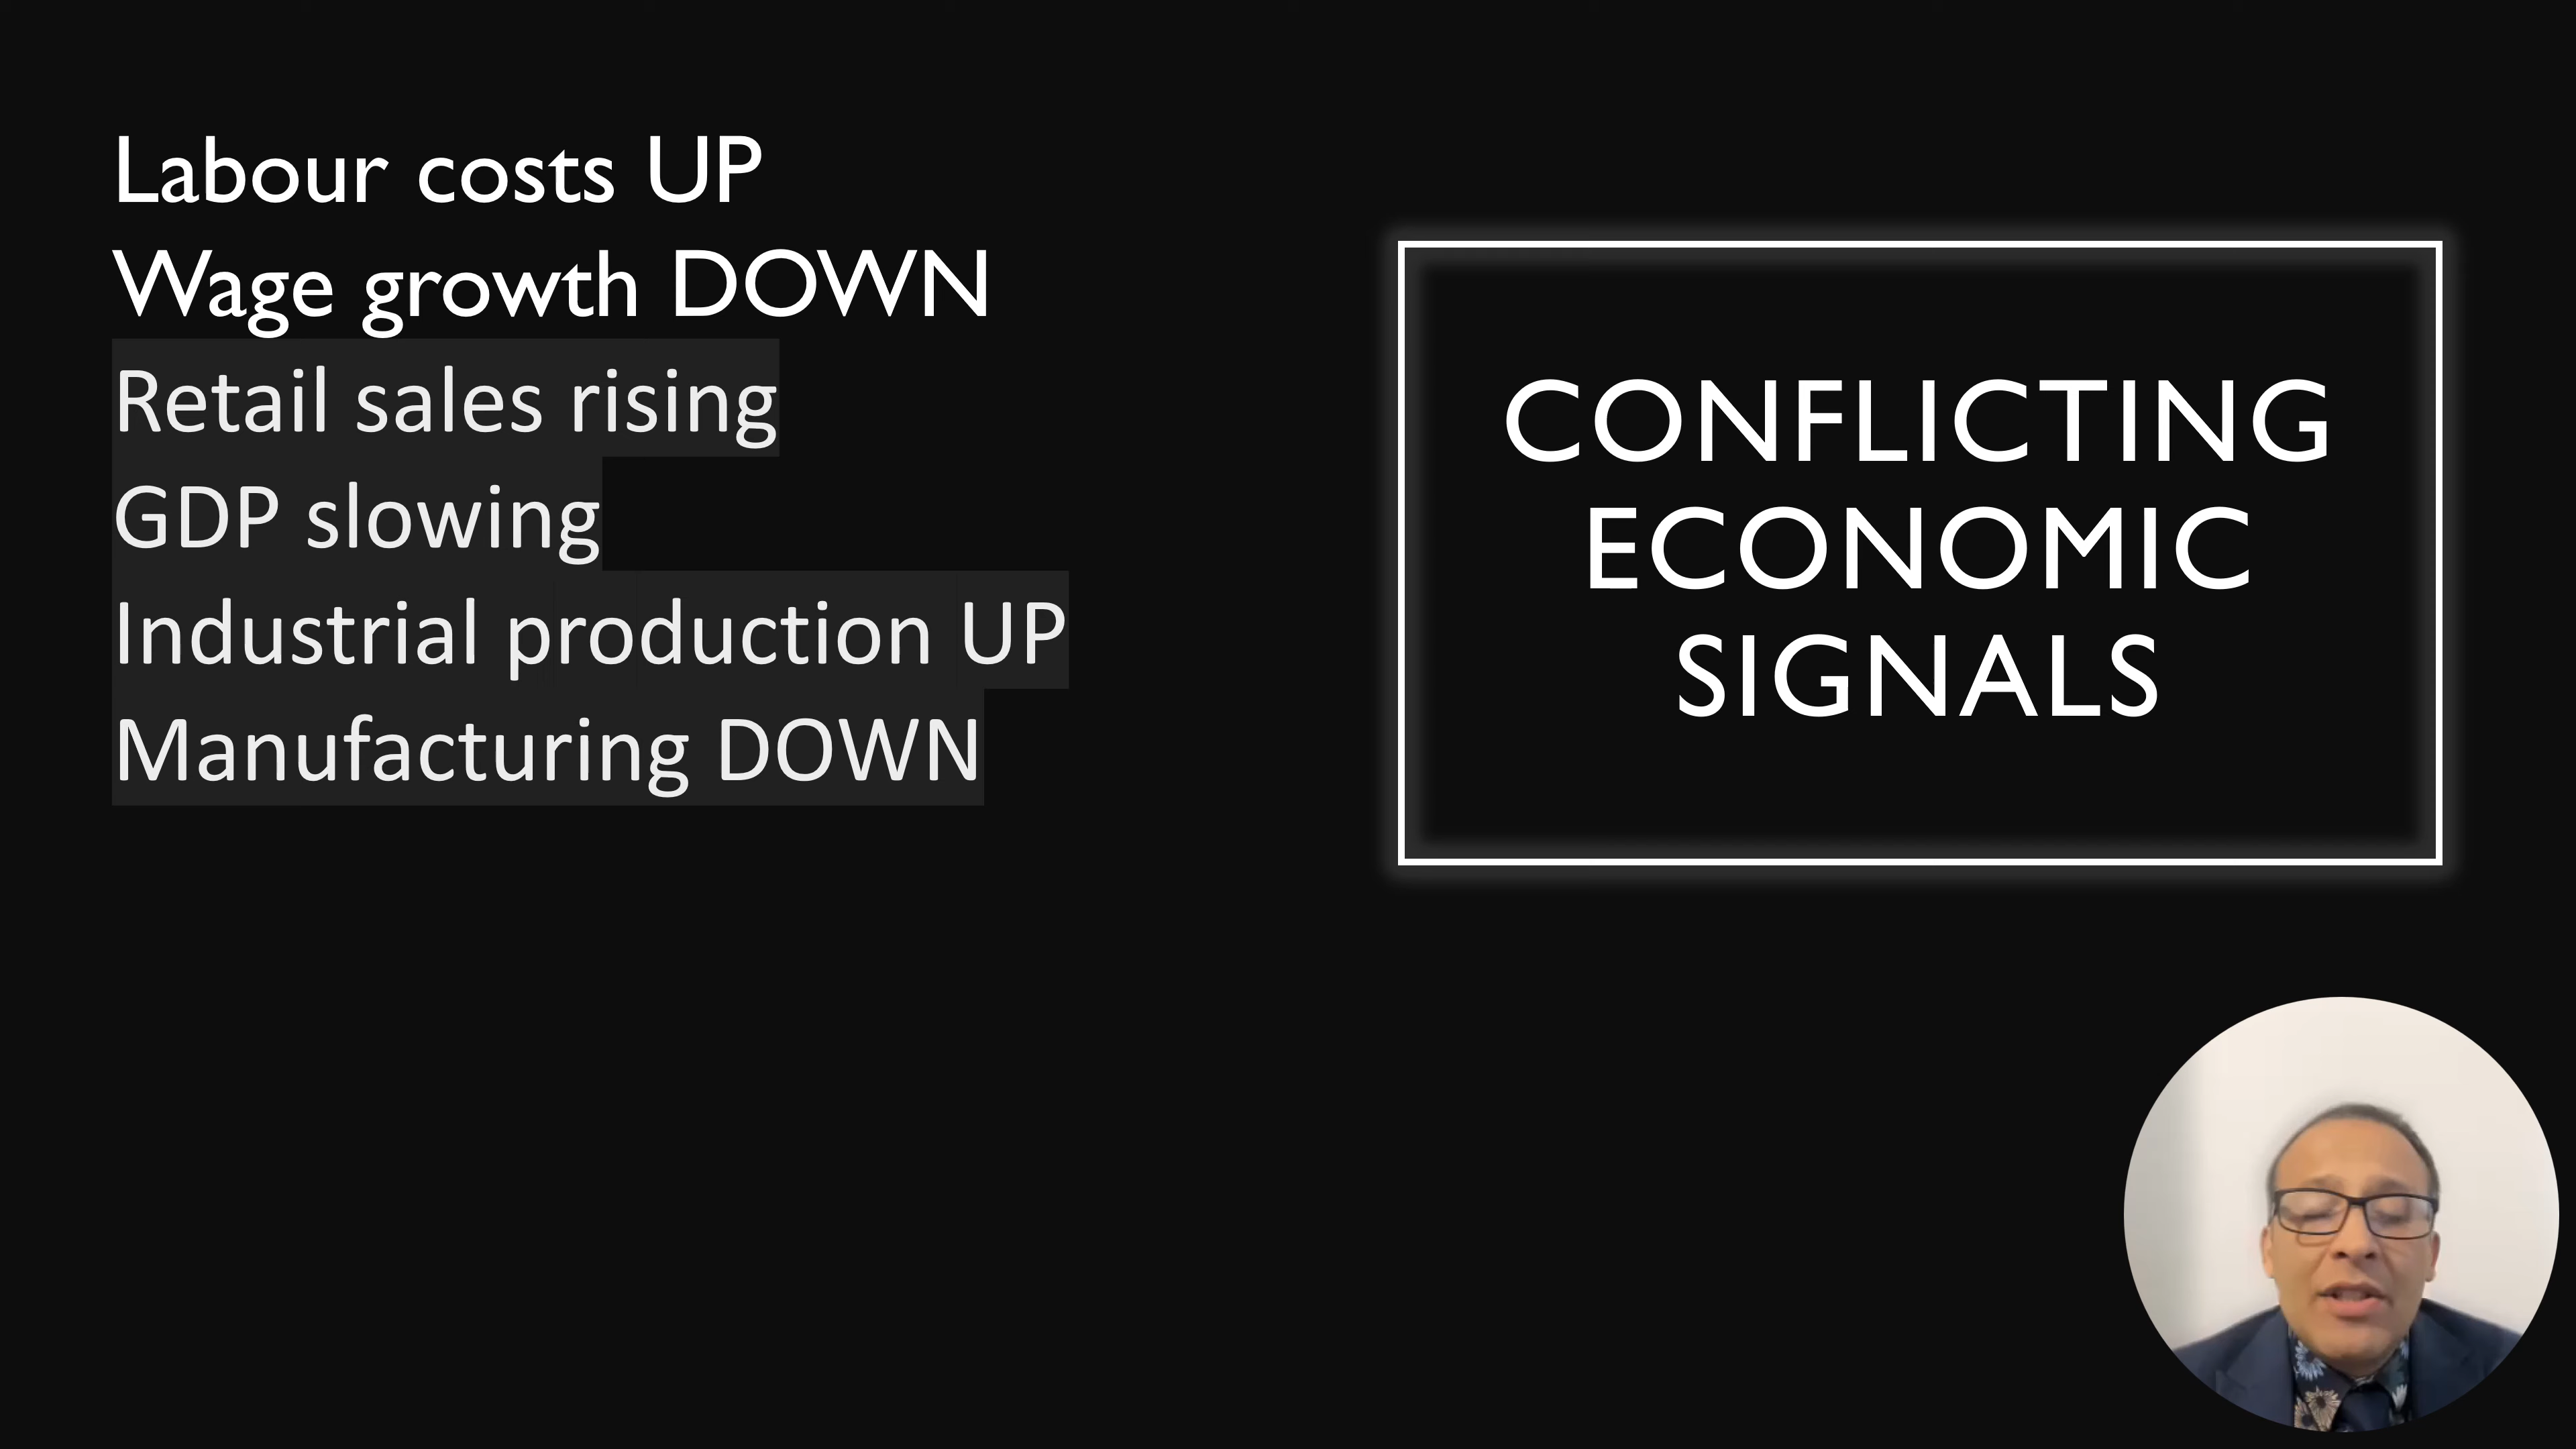 Labour costs UP
Wage growth DOWN
Retail sales rising
GDP slowing
Industrial production UP
Manufacturing DOWN
CONFLICTING
ECONOMIC
SIGNALS